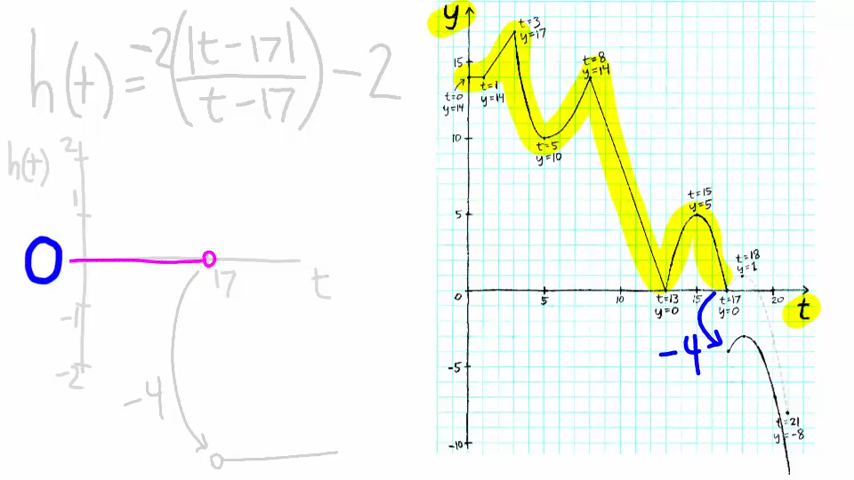 h(t) = -2(|t-17|/t-17) - 2
h(t)
2
1
0
-1
-2
17
t
-4
y
15
10
5
0
-5
-10
5
10
15
20
t
t=0
y=14
t=1
y=14
t=3
y=17
t=5
y=10
t=8
y=14
t=13
y=0
t=15
y=5
t=17
y=0
t=18
y=1
-4
t=21
y=-8